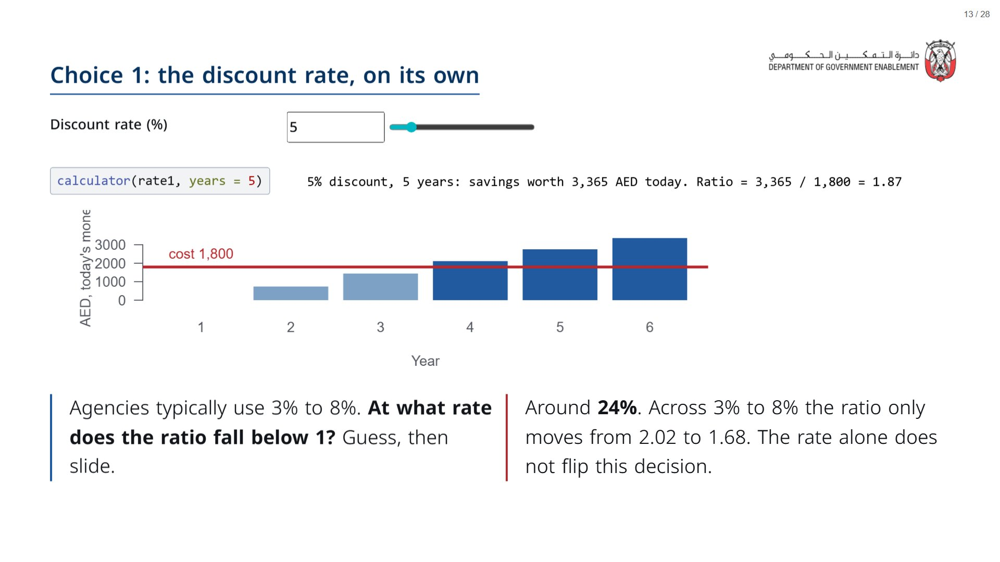 13 / 28
دائرة التمكين الحكومي
DEPARTMENT OF GOVERNMENT ENABLEMENT
Choice 1: the discount rate, on its own
Discount rate (%)
5
calculator(rate1, years = 5)
5% discount, 5 years: savings worth 3,365 AED today. Ratio = 3,365 / 1,800 = 1.87
AED, today's mone
3000
2000
1000
0
cost 1,800
1 2 3 4 5 6
Year
Agencies typically use 3% to 8%. At what rate
does the ratio fall below 1? Guess, then
slide.
Around 24%. Across 3% to 8% the ratio only
moves from 2.02 to 1.68. The rate alone does
not flip this decision.